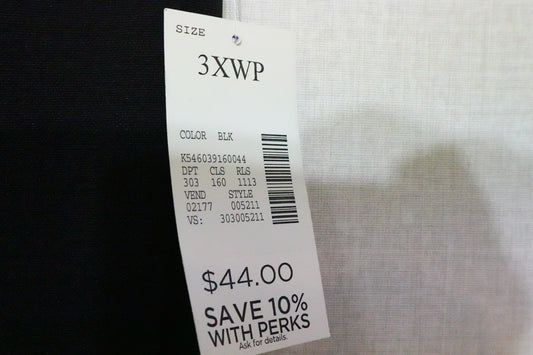 SIZE
3XWP
COLOR BLK
K546039160044
DPT CLS RLS
303 160 1113
VEND STYLE
02177 005211
VS: 303005211
$44.00
SAVE 10%
WITH PERKS
Ask for details.